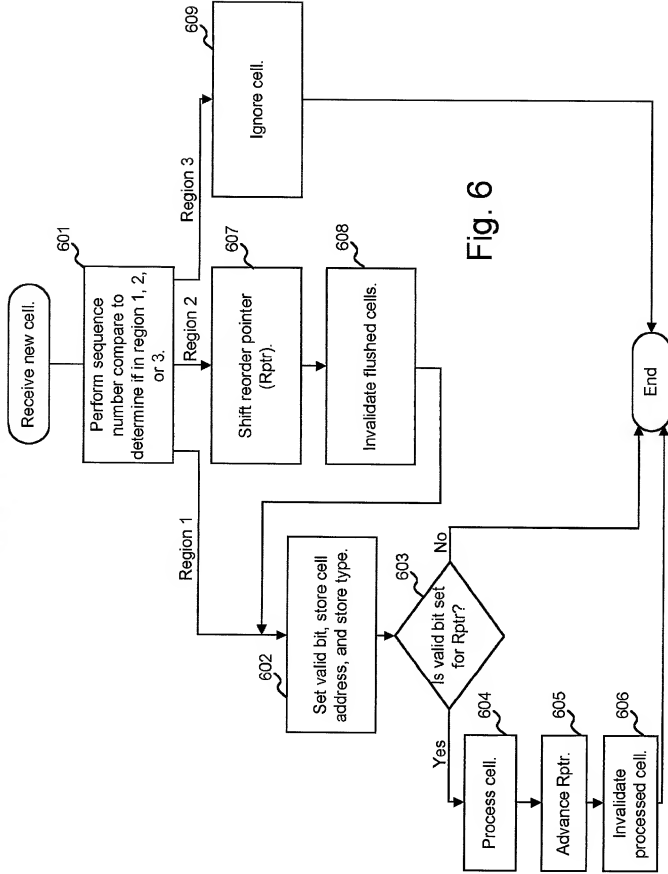 Receive new cell.
601
Perform sequence
number compare to
determine if in region 1, 2,
or 3.
Region 1
Region 2
Region 3
607
Shift reorder pointer
(Rptr).
609
Ignore cell.
608
Invalidate flushed cells.
602
Set valid bit, store cell
address, and store type.
603
Is valid bit set
for Rptr?
Yes
No
604
Process cell.
605
Advance Rptr.
606
Invalidate
processed cell.
End
Fig. 6